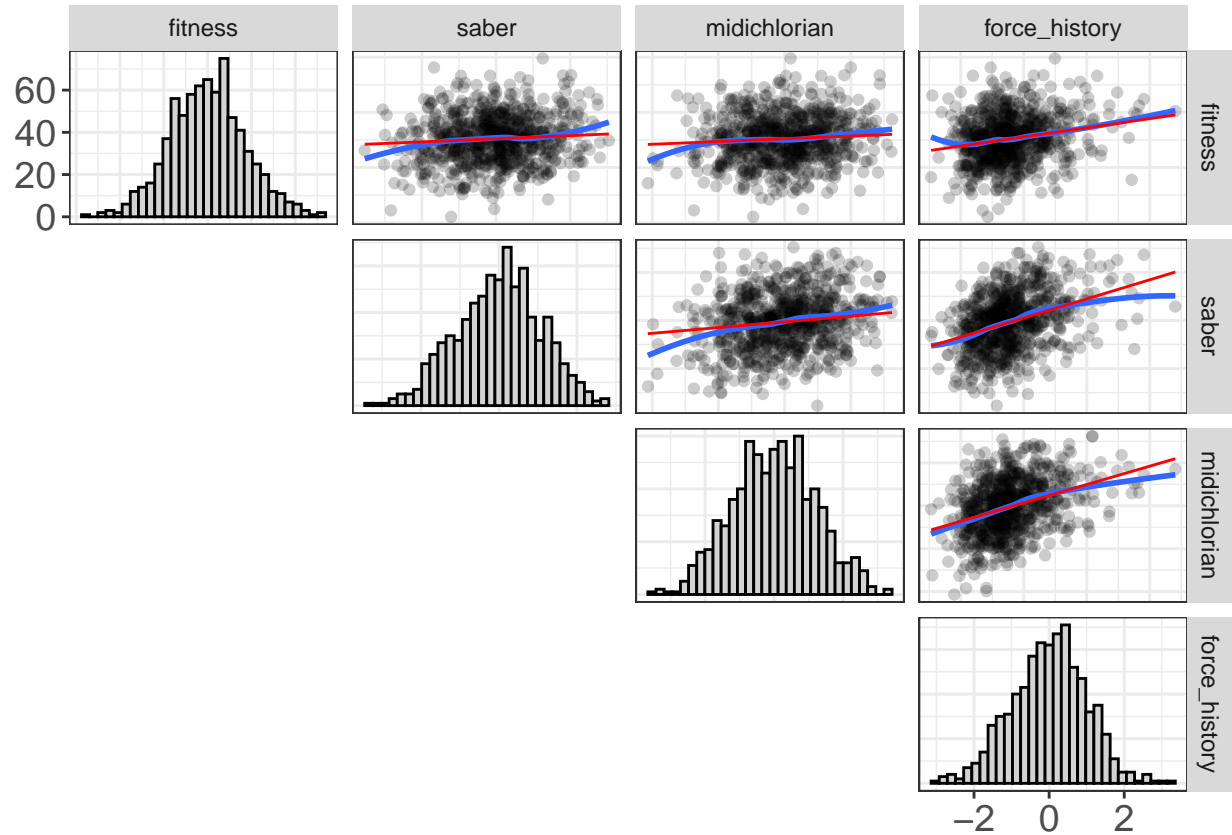 fitness saber midichlorian force_history
60
40
20
0
fitness
saber
midichlorian
force_history
−2 0 2